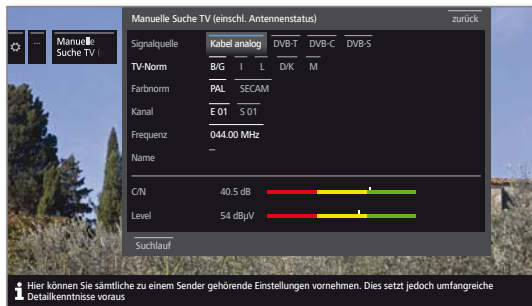 Manuelle Suche TV (einschl. Antennenstatus) zurück
...
Manuelle
Suche TV (
Signalquelle Kabel analog DVB-T DVB-C DVB-S
TV-Norm B/G I L D/K M
Farbnorm PAL SECAM
Kanal E 01 S 01
Frequenz 044.00 MHz
Name –
C/N 40.5 dB
Level 54 dBµV
Suchlauf
Hier können Sie sämtliche zu einem Sender gehörende Einstellungen vornehmen. Dies setzt jedoch umfangreiche
Detailkenntnisse voraus